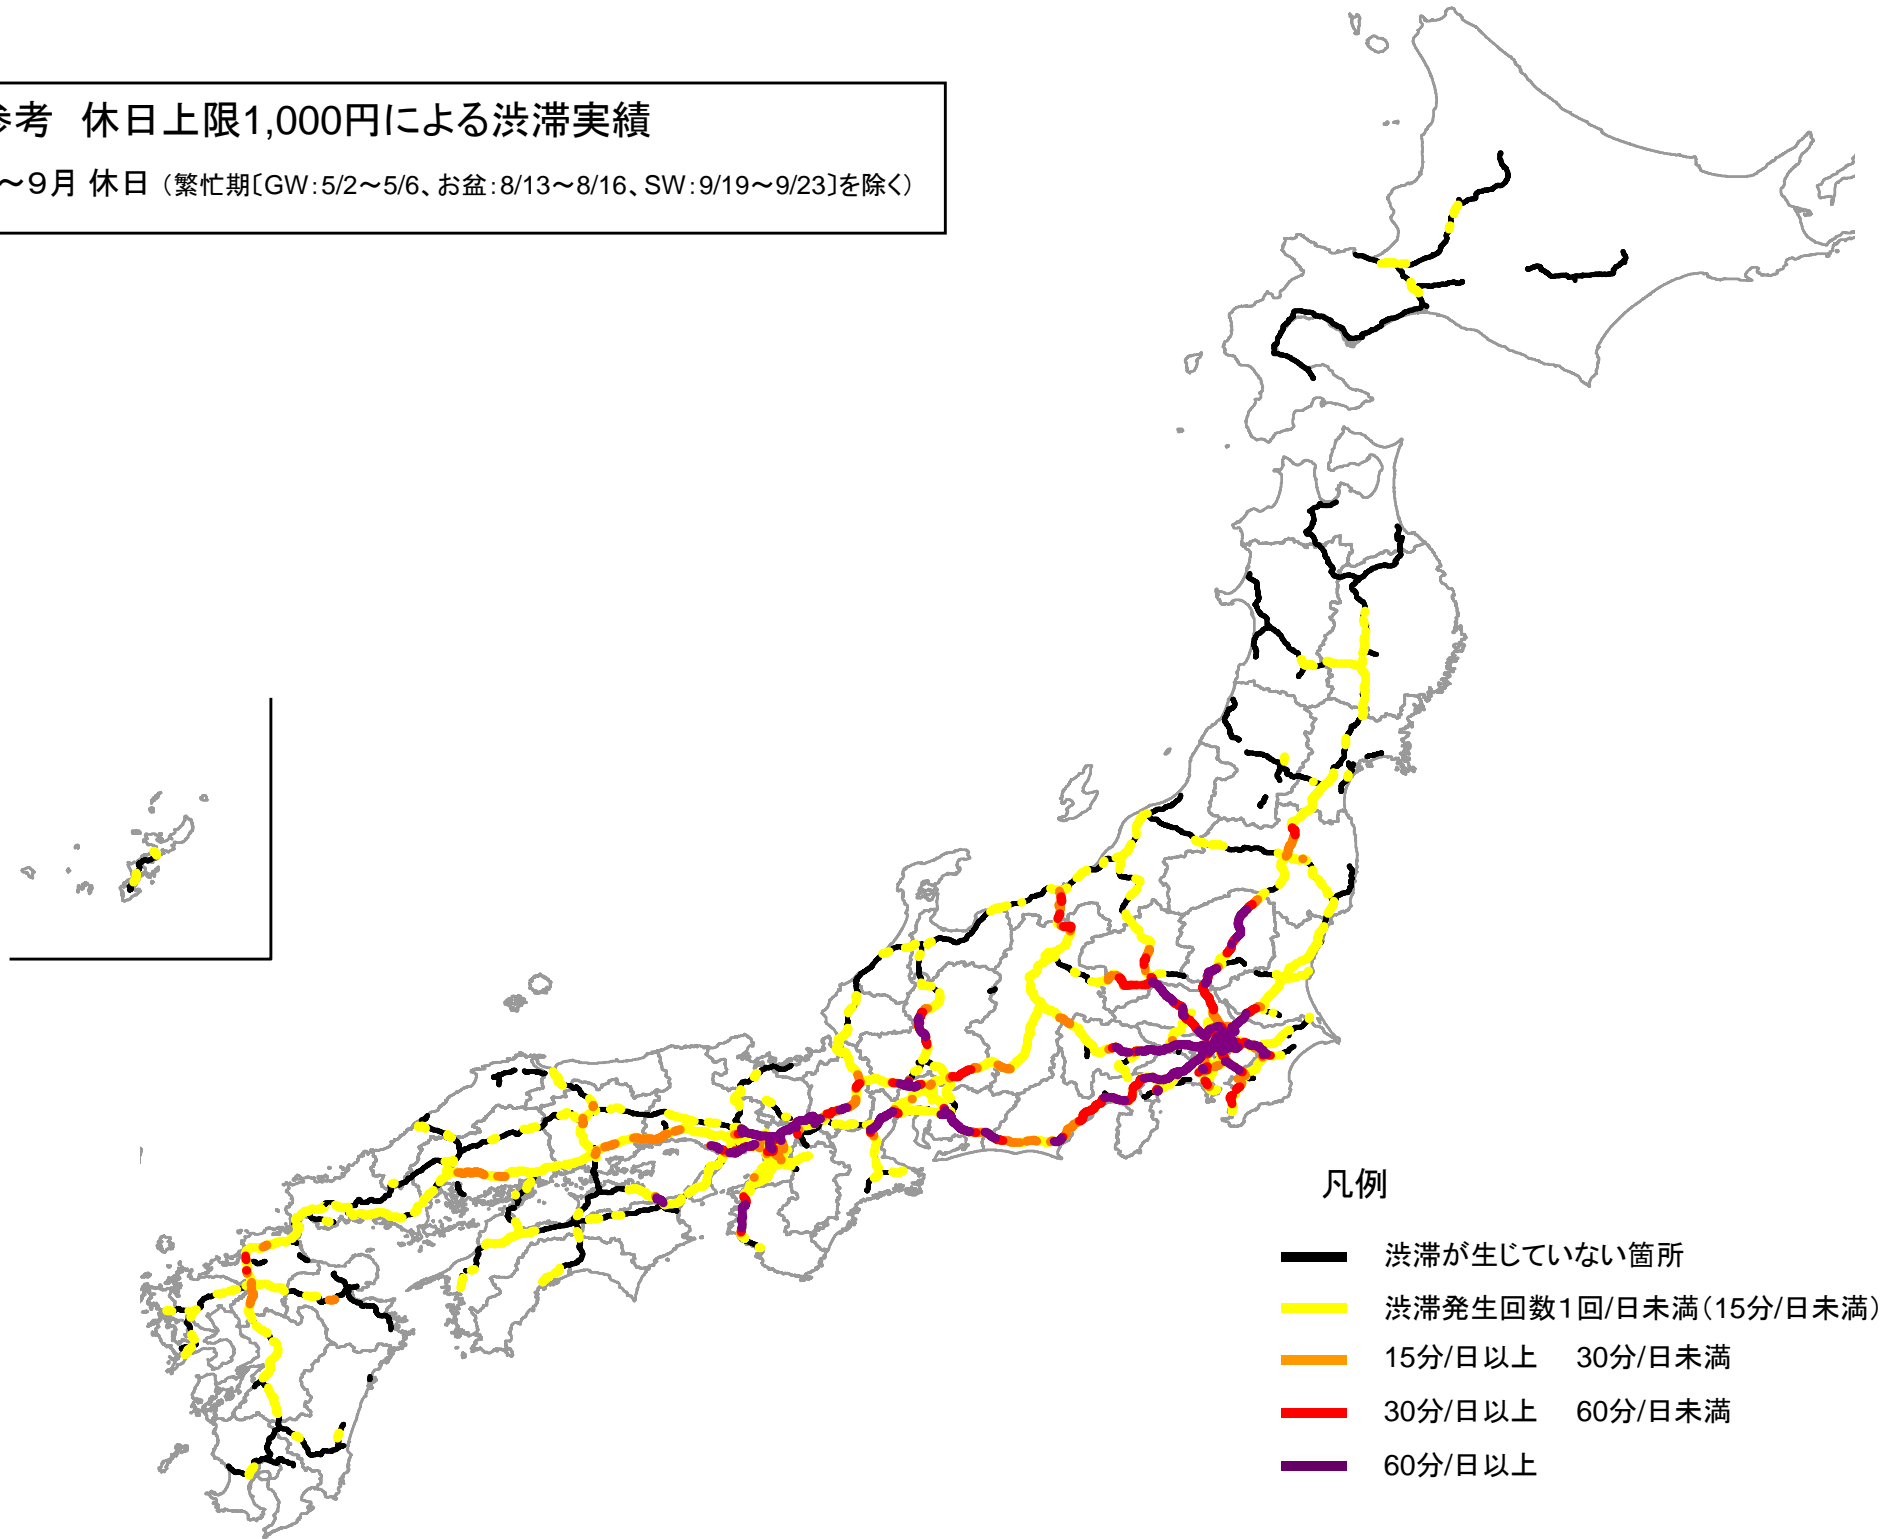 考 休日上限1,000円による渋滞実績
～9月 休日（繁忙期〔GW：5/2～5/6、お盆：8/13～8/16、SW：9/19～9/23〕を除く）
凡例
渋滞が生じていない箇所
渋滞発生回数１回/日未満（15分/日未満）
15分/日以上 30分/日未満
30分/日以上 60分/日未満
60分/日以上